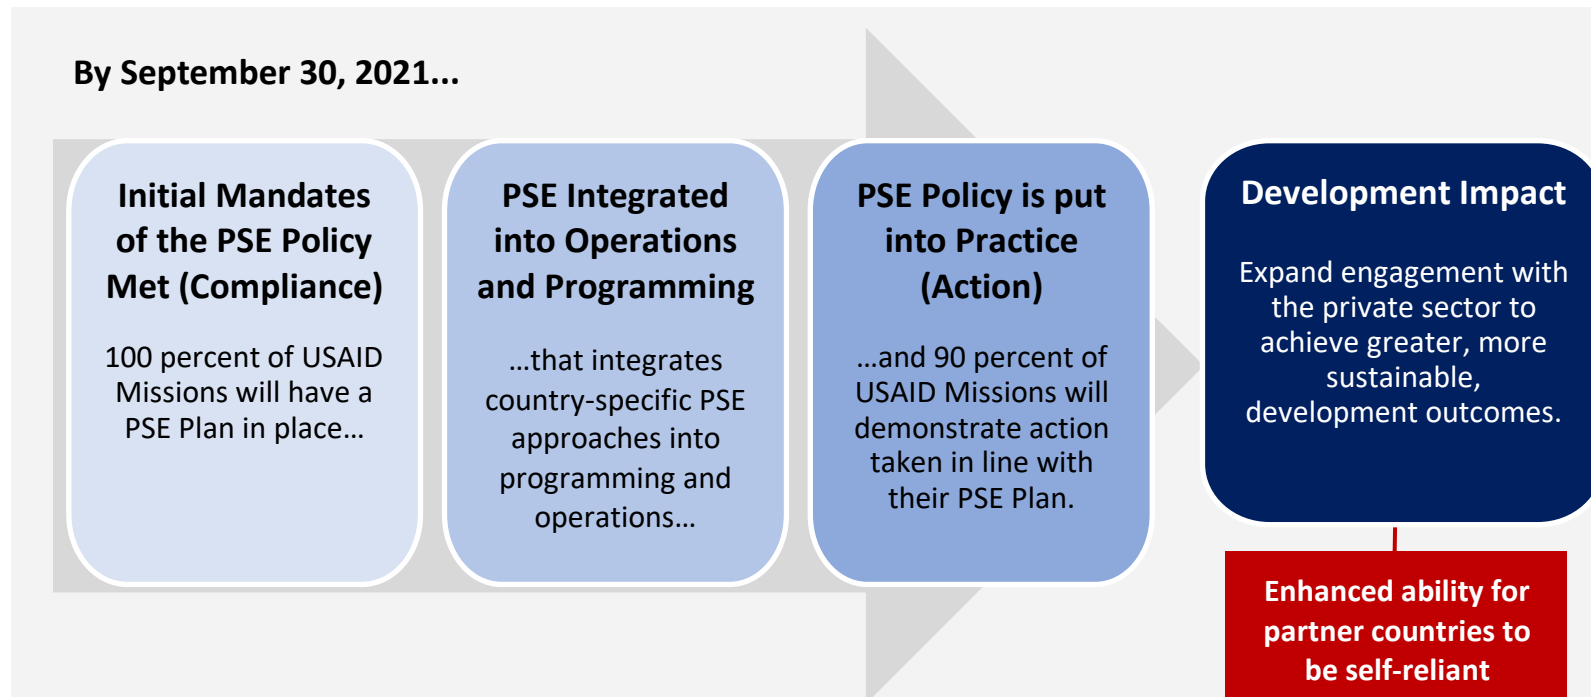 By September 30, 2021...
Initial Mandates
of the PSE Policy
Met (Compliance)
100 percent of USAID
Missions will have a
PSE Plan in place…
PSE Integrated
into Operations
and Programming
…that integrates
country-specific PSE
approaches into
programming and
operations…
PSE Policy is put
into Practice
(Action)
…and 90 percent of
USAID Missions will
demonstrate action
taken in line with
their PSE Plan.
Development Impact
Expand engagement with
the private sector to
achieve greater, more
sustainable,
development outcomes.
Enhanced ability for
partner countries to
be self-reliant